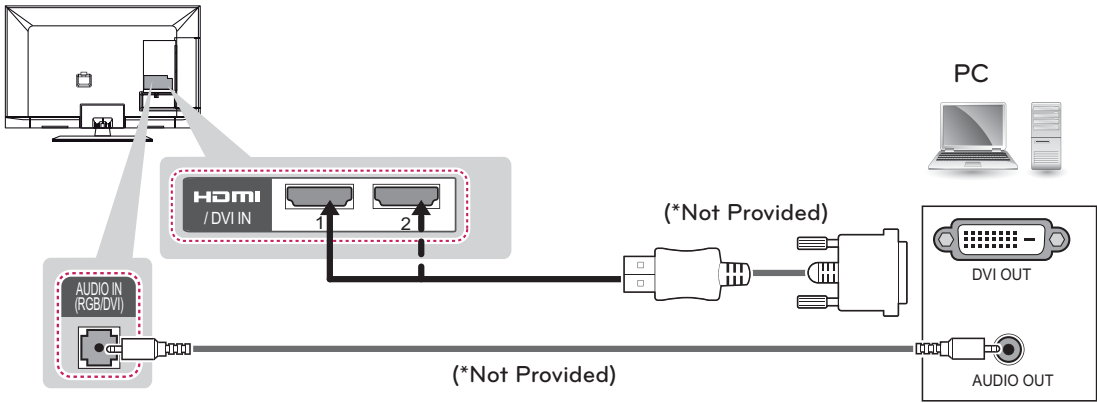 PC
HDMI
/ DVI IN
1
2
(*Not Provided)
DVI OUT
AUDIO IN
(RGB/DVI)
(*Not Provided)
AUDIO OUT